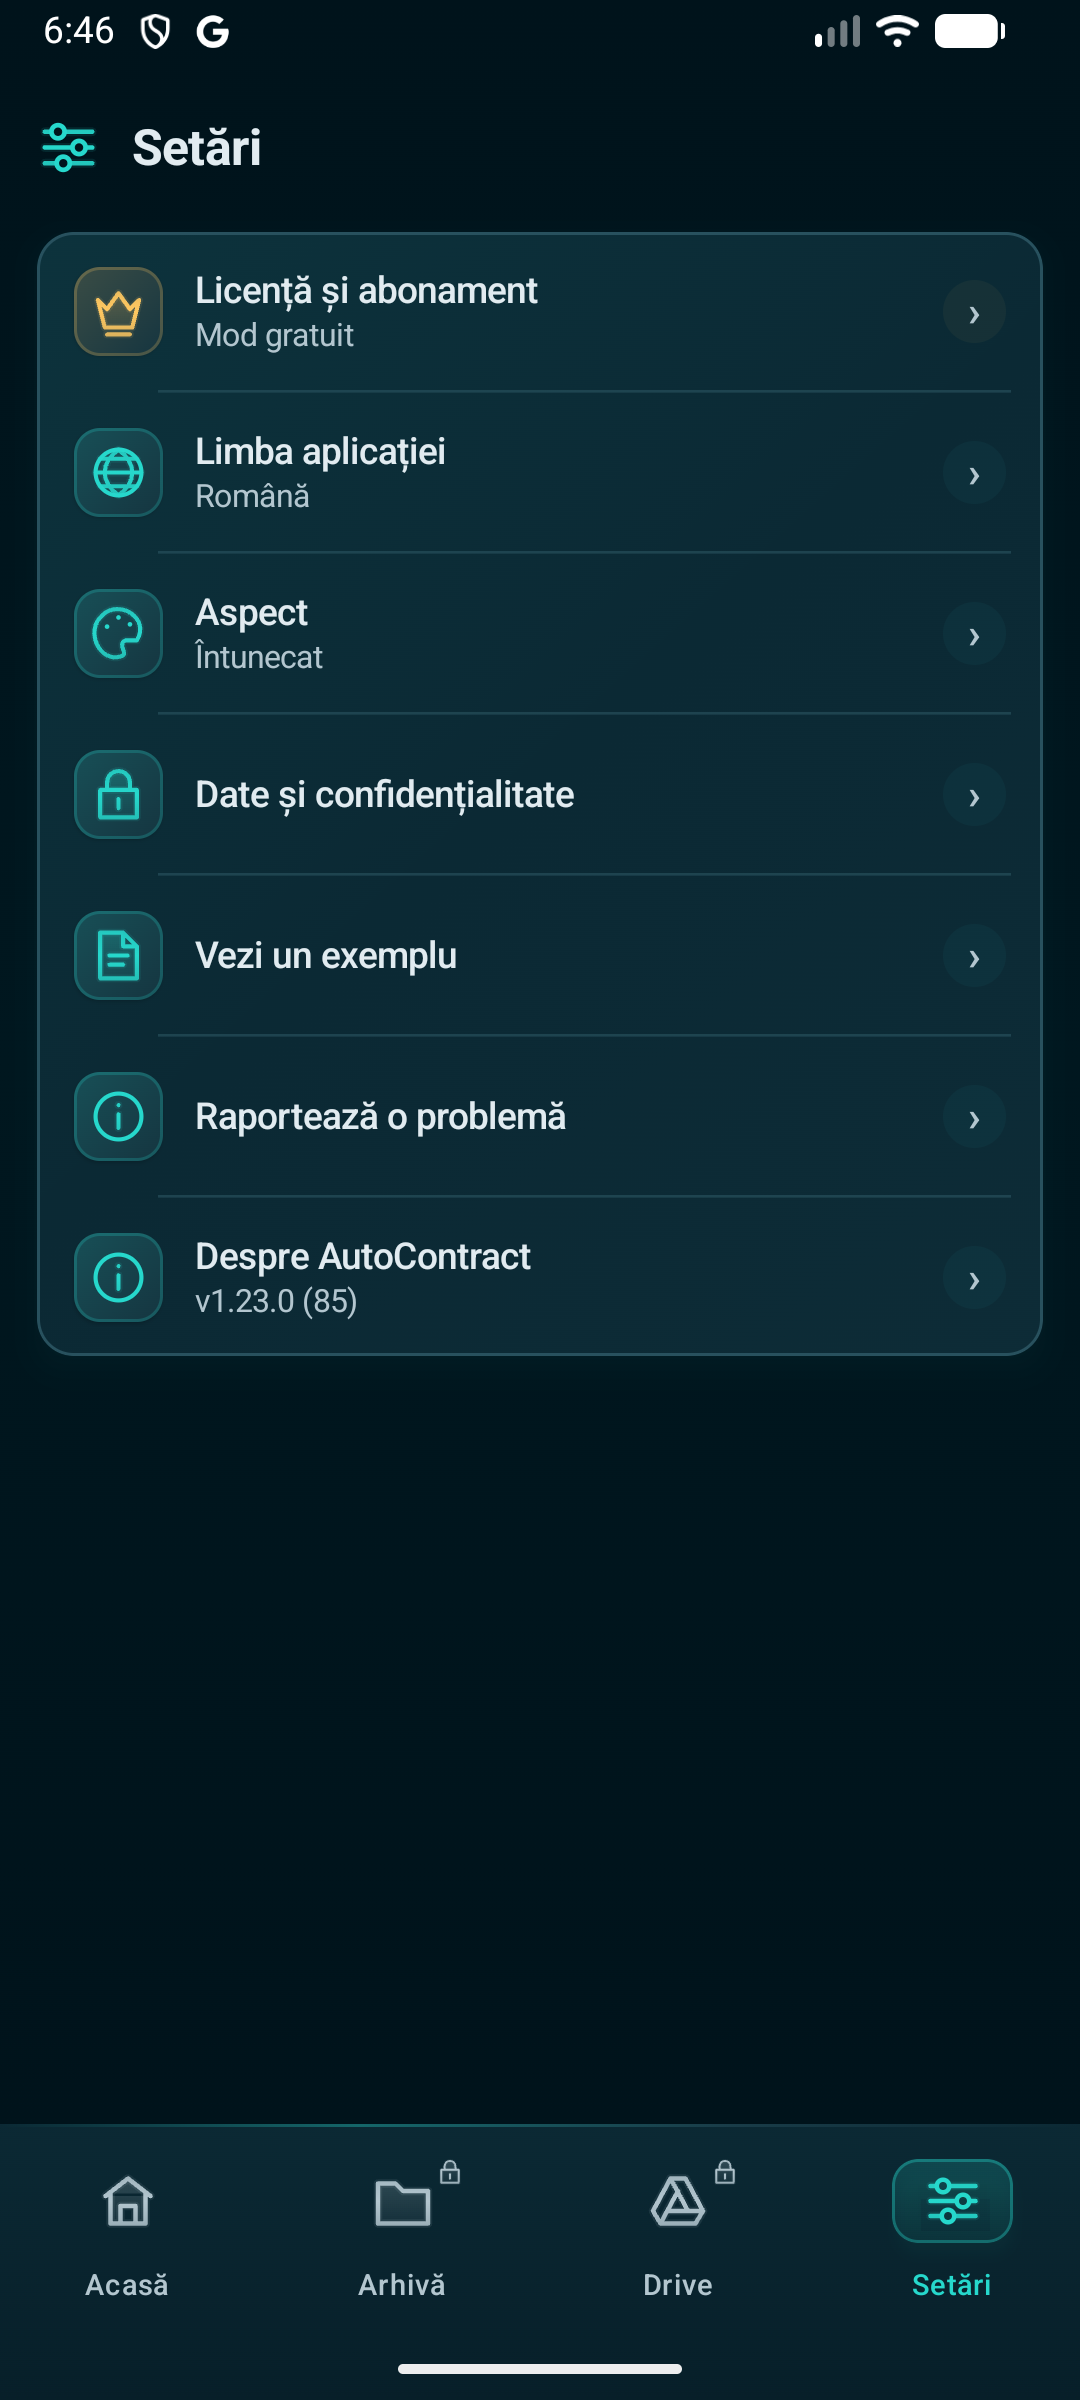 6:46
Setări
Licență și abonament
Mod gratuit
Limba aplicației
Română
Aspect
Întunecat
Date și confidențialitate
Vezi un exemplu
Raportează o problemă
Despre AutoContract
v1.23.0 (85)
Acasă
Arhivă
Drive
Setări